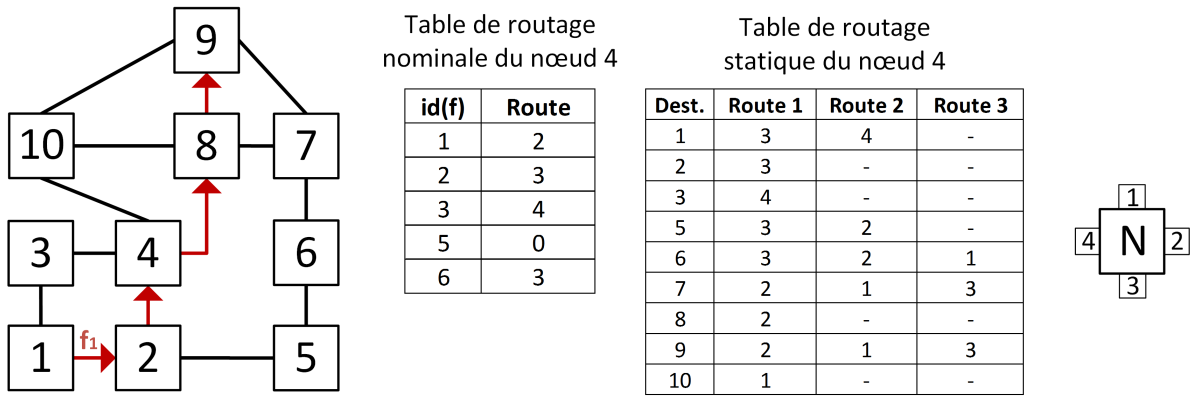 9
10
8
7
3
4
6
f1
1
2
5
Table de routage
nominale du nœud 4
id(f) Route
1 2
2 3
3 4
5 0
6 3
Table de routage
statique du nœud 4
Dest. Route 1 Route 2 Route 3
1 3 4 -
2 3 - -
3 4 - -
5 3 2 -
6 3 2 1
7 2 1 3
8 2 - -
9 2 1 3
10 1 - -
1
4 N 2
3